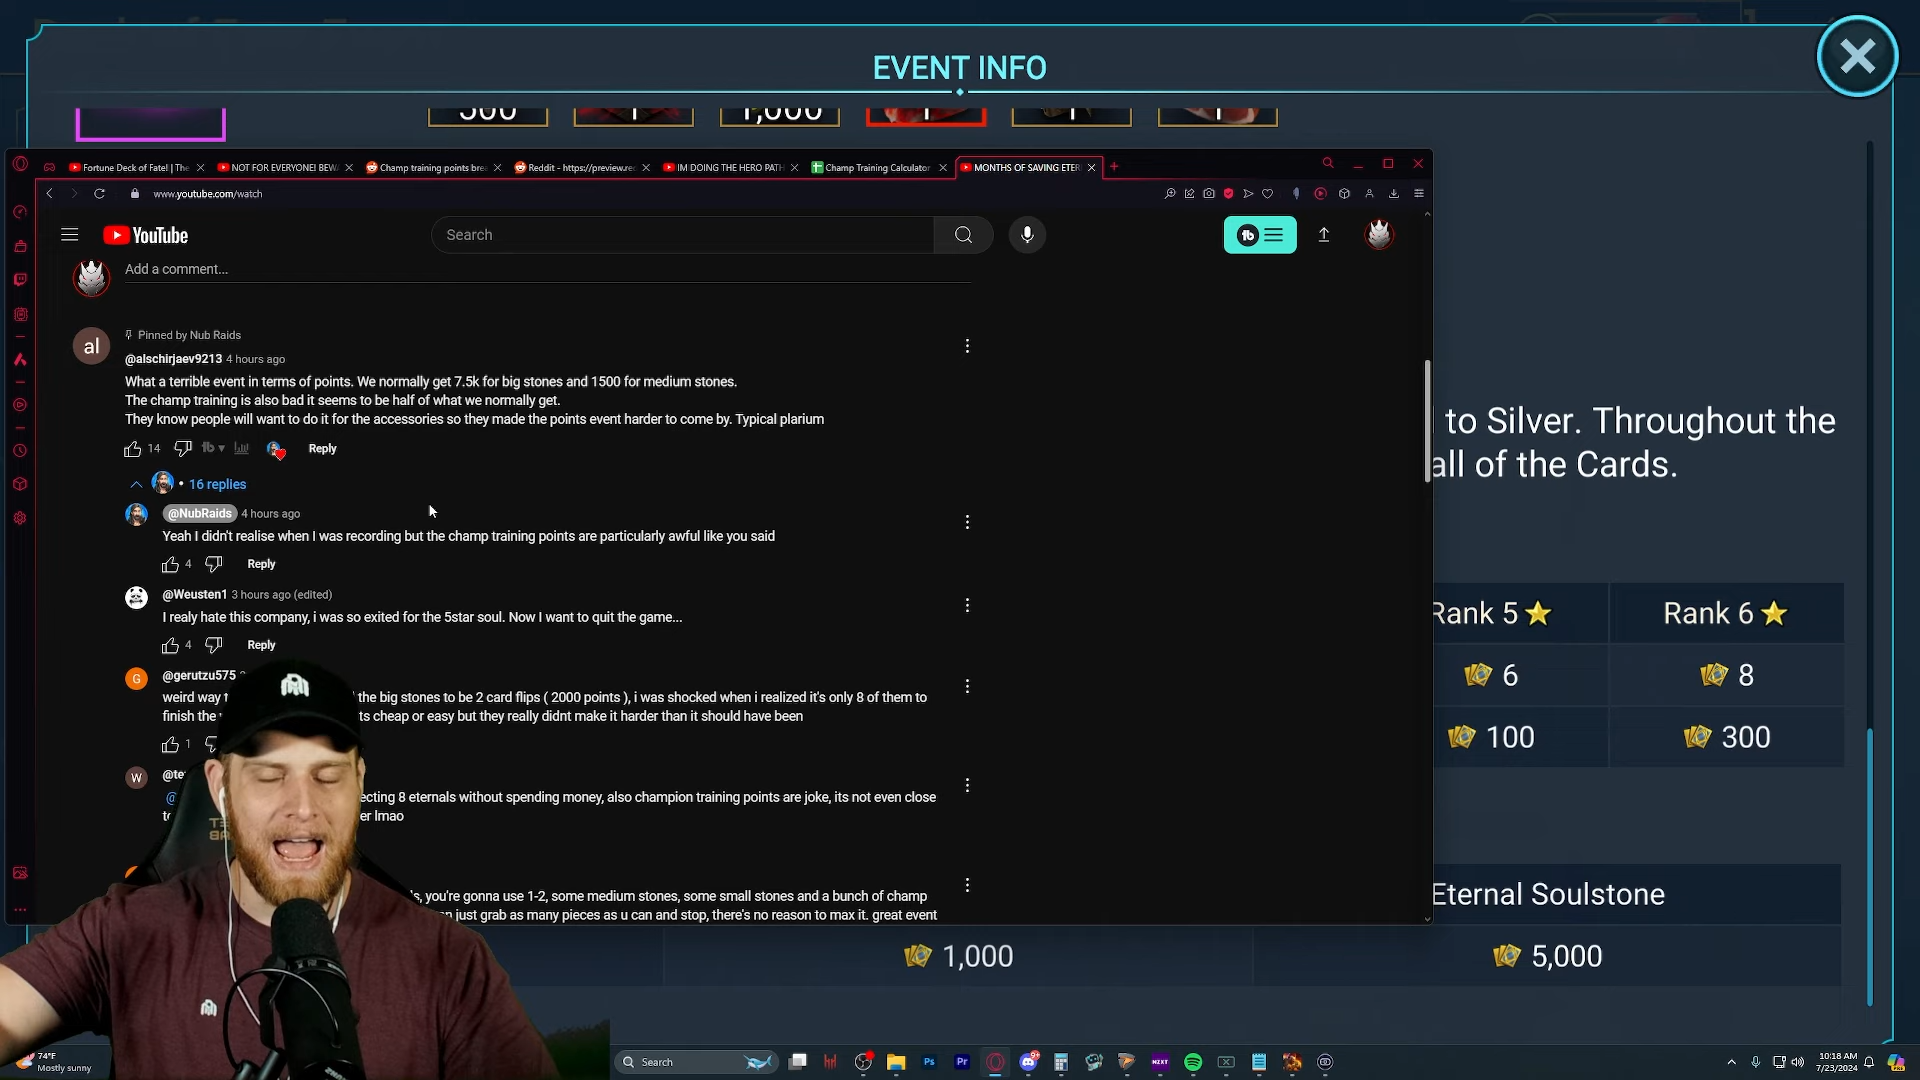 EVENT INFO
500 1 1,000 1 1 1
Fortune Deck of Fate! | The
NOT FOR EVERYONE! BEW
Champ training points bre
Reddit - https://preview.re
IM DOING THE HERO PATH
Champ Training Calculator
MONTHS OF SAVING ETER
www.youtube.com/watch
YouTube
Search
Add a comment...
Pinned by Nub Raids
al
@alschirjaev9213 4 hours ago
What a terrible event in terms of points. We normally get 7.5k for big stones and 1500 for medium stones.
The champ training is also bad it seems to be half of what we normally get.
They know people will want to do it for the accessories so they made the points event harder to come by. Typical plarium
14 Reply
16 replies
@NubRaids 4 hours ago
Yeah I didn't realise when I was recording but the champ training points are particularly awful like you said
4 Reply
@Weusten1 3 hours ago (edited)
I realy hate this company, i was so exited for the 5star soul. Now I want to quit the game...
4 Reply
G
@gerutzu575
weird way t the big stones to be 2 card flips ( 2000 points ), i was shocked when i realized it's only 8 of them to
finish the ts cheap or easy but they really didnt make it harder than it should have been
1
W
@te
@ ecting 8 eternals without spending money, also champion training points are joke, its not even close
to er lmao
s, you're gonna use 1-2, some medium stones, some small stones and a bunch of champ
n just grab as many pieces as u can and stop, there's no reason to max it. great event
to Silver. Throughout the
all of the Cards.
Rank 5 Rank 6
6 8
100 300
Eternal Soulstone
1,000 5,000
74°F
Mostly sunny
Search
Ps
Pr
NZXT
10:18 AM
7/23/2024